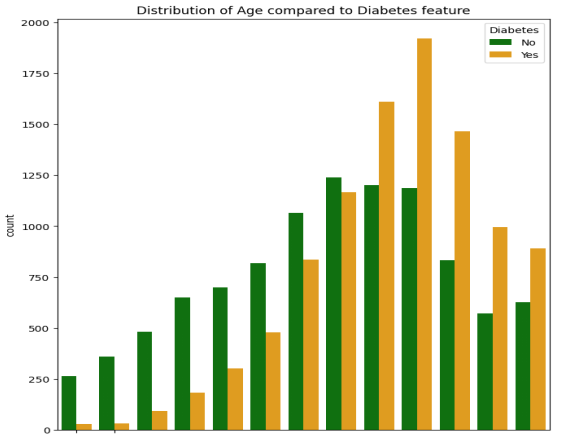 Distribution of Age compared to Diabetes feature
2000
1750
1500
1250
1000
750
500
250
0
count
Diabetes
No
Yes